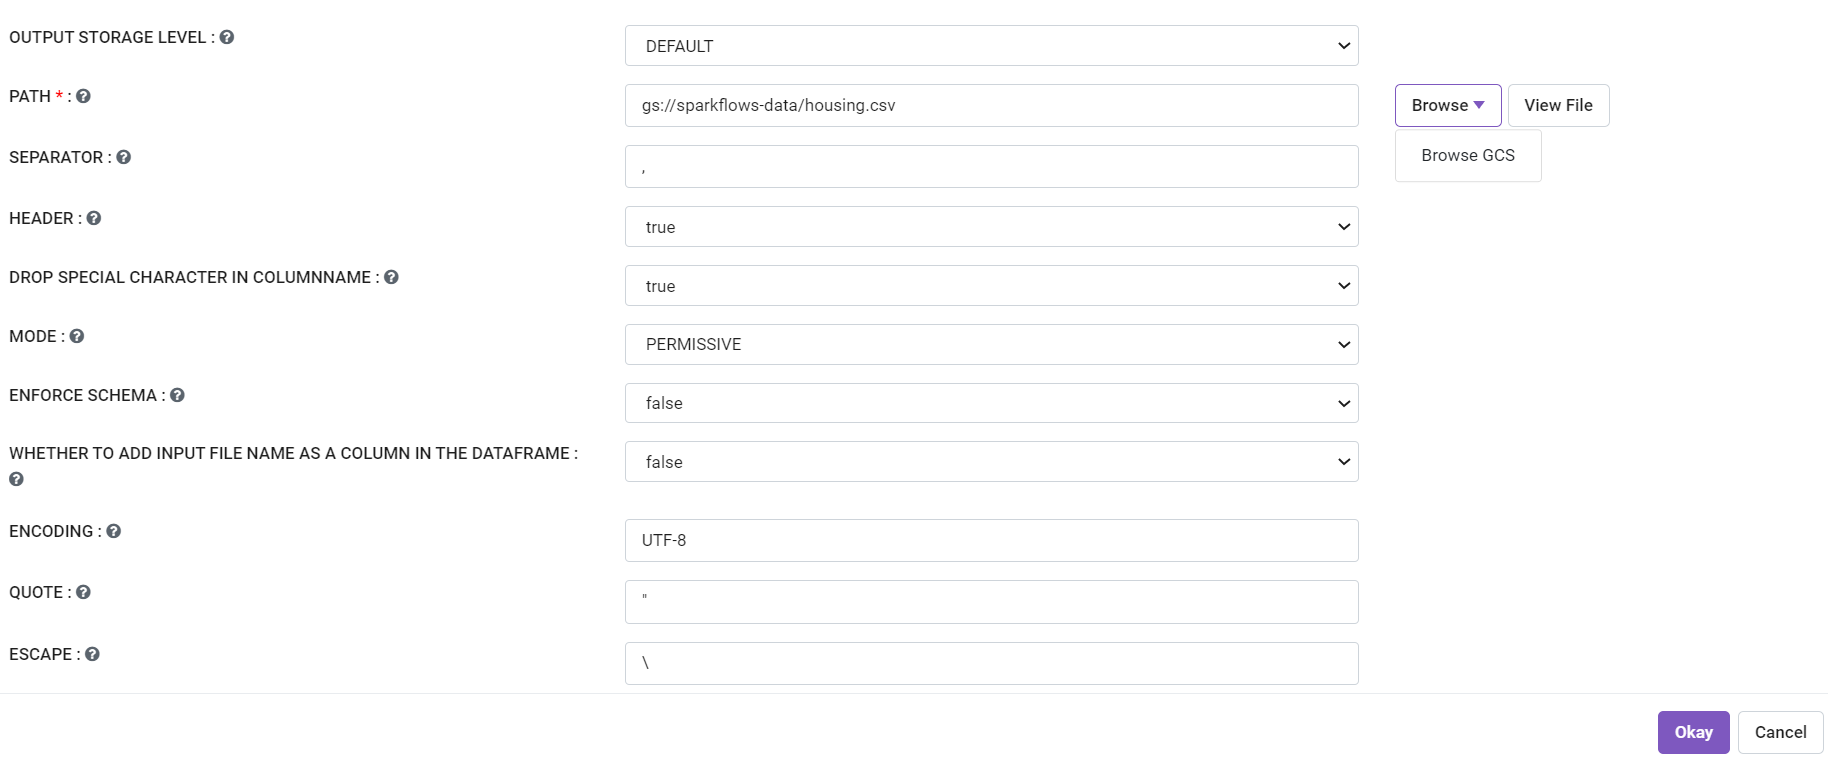 OUTPUT STORAGE LEVEL :
DEFAULT
PATH * :
gs://sparkflows-data/housing.csv
Browse
View File
Browse GCS
SEPARATOR :
,
HEADER :
true
DROP SPECIAL CHARACTER IN COLUMNNAME :
true
MODE :
PERMISSIVE
ENFORCE SCHEMA :
false
WHETHER TO ADD INPUT FILE NAME AS A COLUMN IN THE DATAFRAME :
false
ENCODING :
UTF-8
QUOTE :
"
ESCAPE :
\
Okay
Cancel